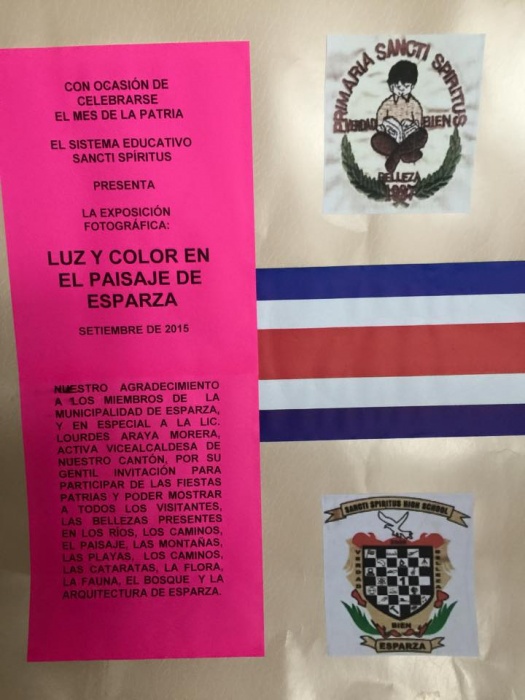 CON OCASIÓN DE
CELEBRARSE
EL MES DE LA PATRIA
EL SISTEMA EDUCATIVO
SANCTI SPÍRITUS
PRESENTA
LA EXPOSICIÓN
FOTOGRÁFICA:
LUZ Y COLOR EN
EL PAISAJE DE
ESPARZA
SETIEMBRE DE 2015
NUESTRO AGRADECIMIENTO
A LOS MIEMBROS DE LA
MUNICIPALIDAD DE ESPARZA,
Y EN ESPECIAL A LA LIC.
LOURDES ARAYA MORERA,
ACTIVA VICEALCALDESA DE
NUESTRO CANTÓN, POR SU
GENTIL INVITACIÓN PARA
PARTICIPAR DE LAS FIESTAS
PATRIAS Y PODER MOSTRAR
A TODOS LOS VISITANTES,
LAS BELLEZAS PRESENTES
EN LOS RÍOS, LOS CAMINOS,
EL PAISAJE, LAS MONTAÑAS,
LAS PLAYAS, LOS CAMINOS,
LAS CATARATAS, LA FLORA,
LA FAUNA, EL BOSQUE Y LA
ARQUITECTURA DE ESPARZA.
PRIMARIA SANCTI SPIRITUS
VERDAD BIEN
BELLEZA
SANCTI SPIRITUS HIGH SCHOOL
VERDAD
BELLEZA
1
BIEN
ESPARZA